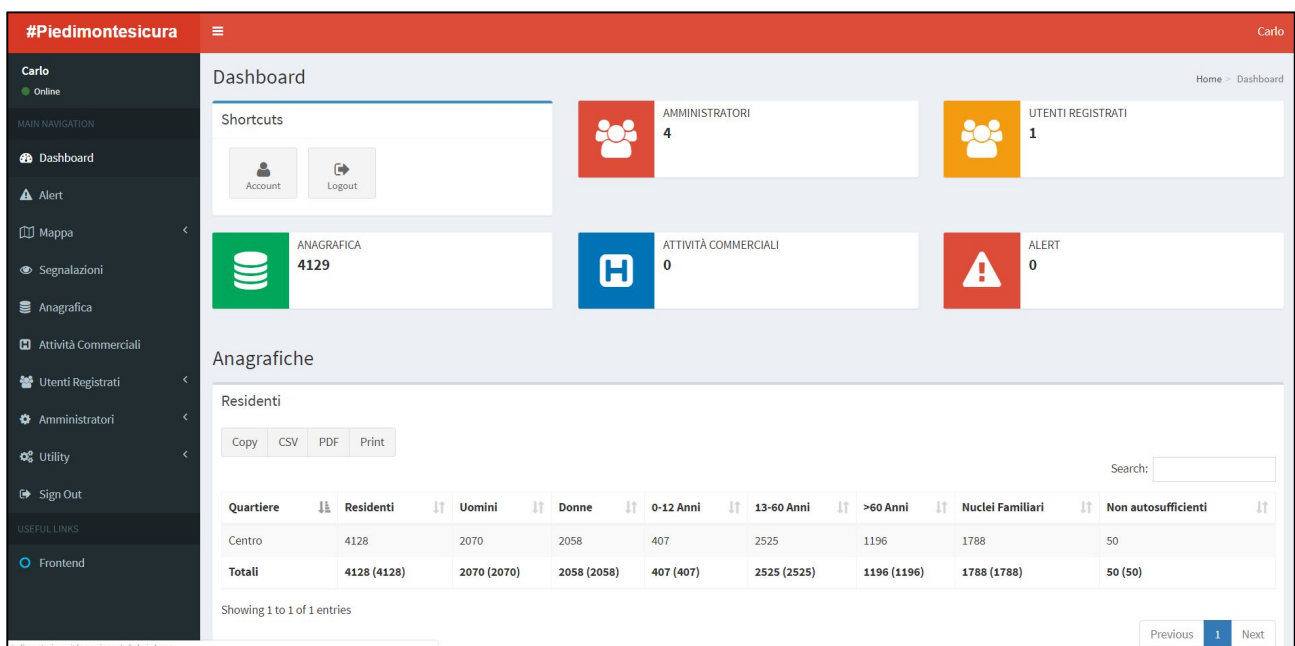 #Piedimontesicura
Carlo
Carlo
Online
MAIN NAVIGATION
Dashboard
Alert
Mappa
Segnalazioni
Anagrafica
Attività Commerciali
Utenti Registrati
Amministratori
Utility
Sign Out
USEFUL LINKS
Frontend
Dashboard
Home > Dashboard
Shortcuts
Account Logout
AMMINISTRATORI
4
UTENTI REGISTRATI
1
ANAGRAFICA
4129
ATTIVITÀ COMMERCIALI
0
ALERT
0
Anagrafiche
Residenti
Copy CSV PDF Print
Search:
Quartiere Residenti Uomini Donne 0-12 Anni 13-60 Anni >60 Anni Nuclei Familiari Non autosufficienti
Centro 4128 2070 2058 407 2525 1196 1788 50
Totali 4128 (4128) 2070 (2070) 2058 (2058) 407 (407) 2525 (2525) 1196 (1196) 1788 (1788) 50 (50)
Showing 1 to 1 of 1 entries
Previous 1 Next